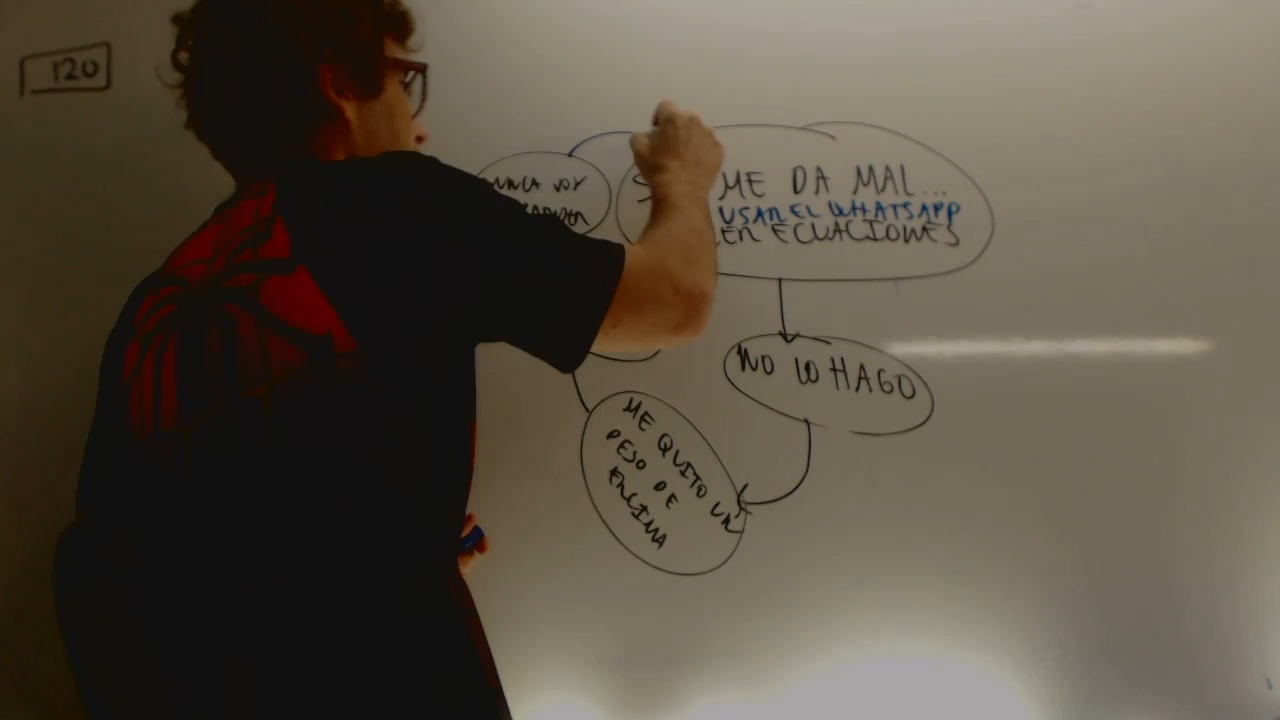 120
ME DA MAL...
USAR EL WHATSAPP
EN ECUACIONES
NO LO HAGO
ME QUITO UN
PESO DE
ENCIMA